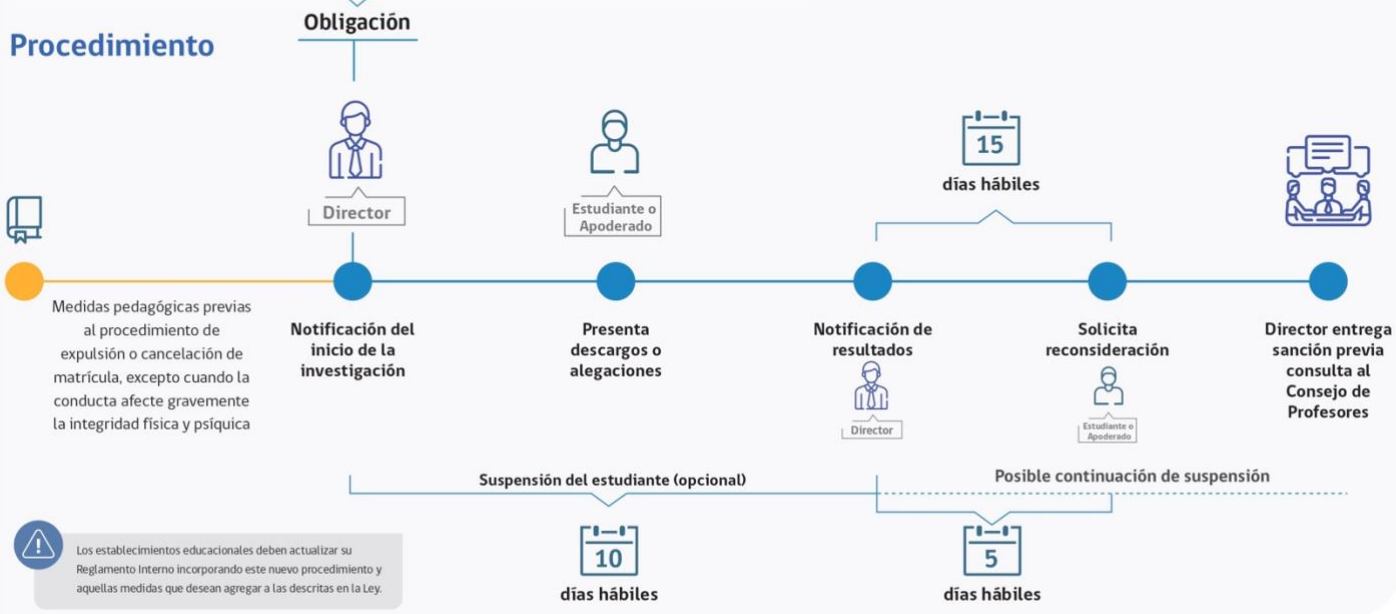 Procedimiento
Obligación
Director
Estudiante o
Apoderado
15
días hábiles
Medidas pedagógicas previas
al procedimiento de
expulsión o cancelación de
matrícula, excepto cuando la
conducta afecte gravemente
la integridad física y psíquica
Notificación del
inicio de la
investigación
Presenta
descargos o
alegaciones
Notificación de
resultados
Director
Solicita
reconsideración
Estudiante o
Apoderado
Director entrega
sanción previa
consulta al
Consejo de
Profesores
Suspensión del estudiante (opcional)
Posible continuación de suspensión
10
días hábiles
5
días hábiles
Los establecimientos educacionales deben actualizar su
Reglamento Interno incorporando este nuevo procedimiento y
aquellas medidas que desean agregar a las descritas en la Ley.